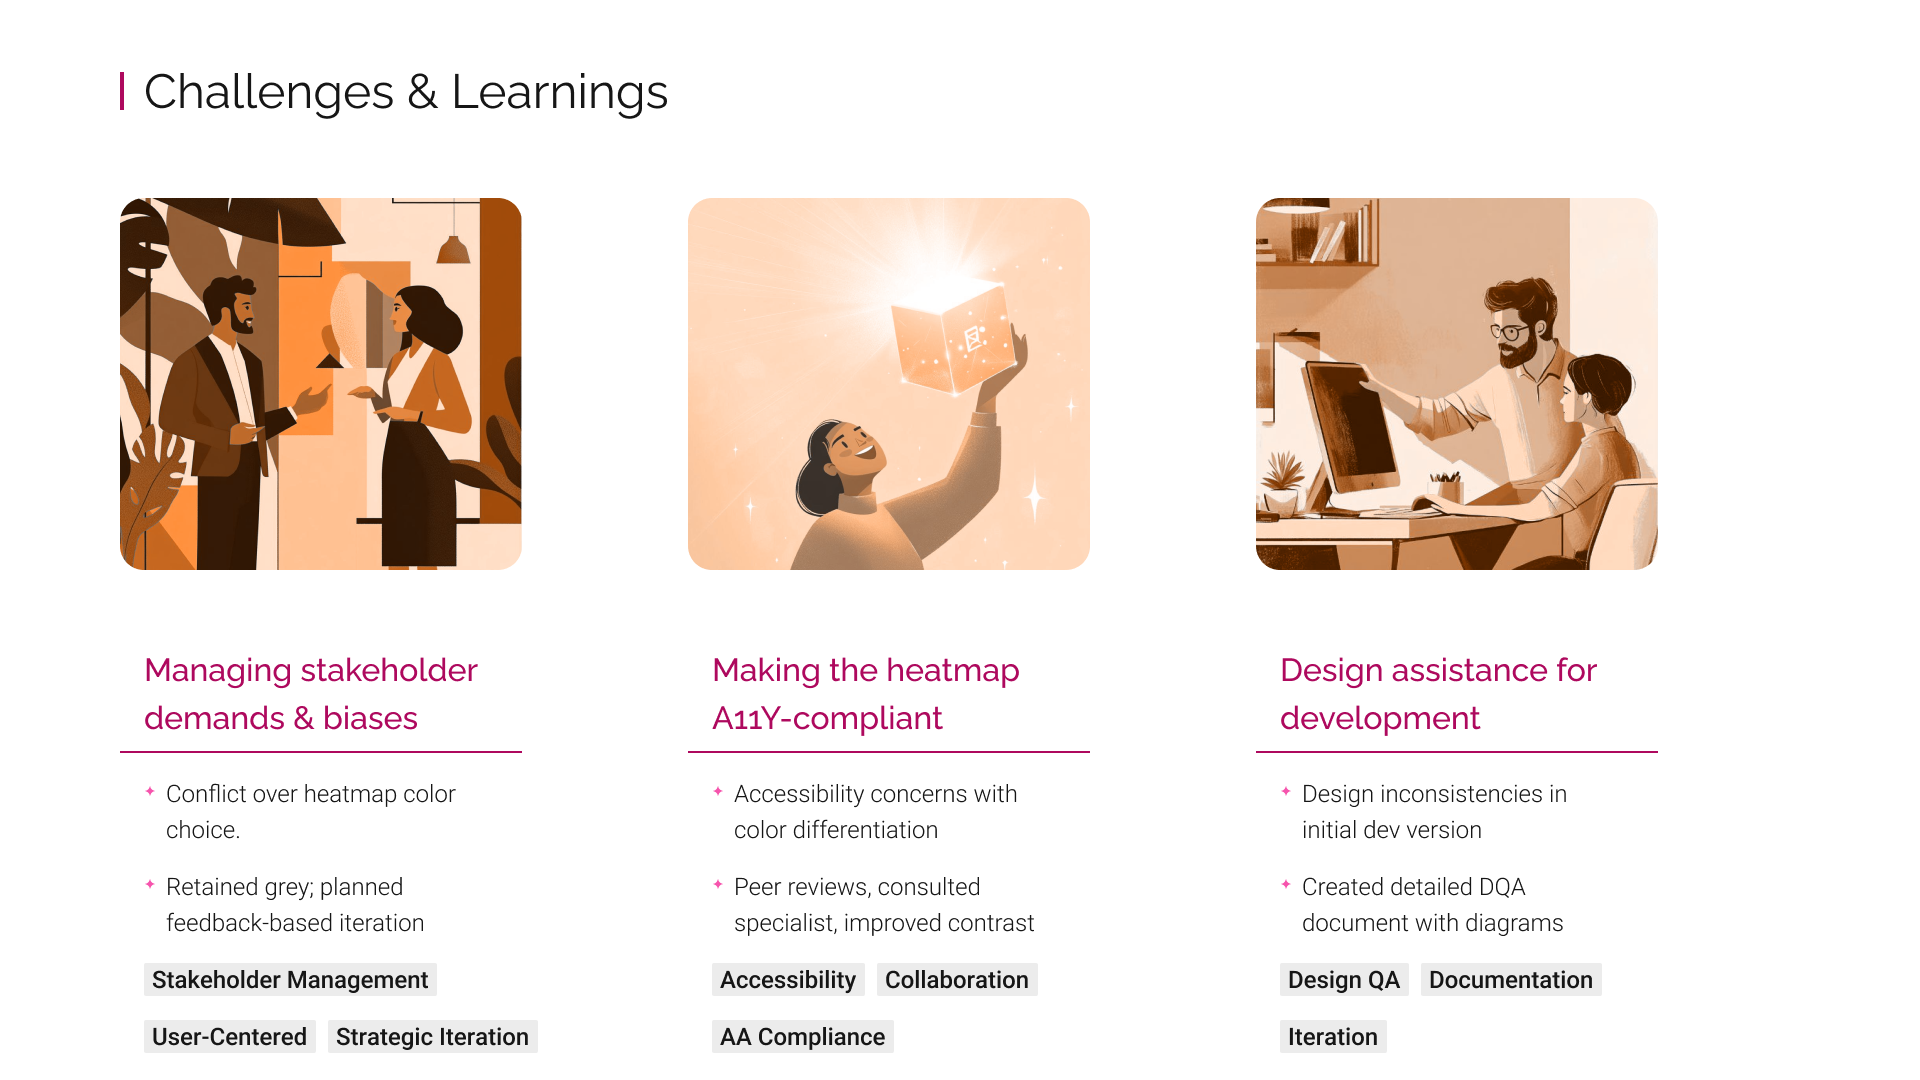 Challenges & Learnings
Managing stakeholder
demands & biases
Conflict over heatmap color
choice.
Retained grey; planned
feedback-based iteration
Stakeholder Management
User-Centered Strategic Iteration
Making the heatmap
A11Y-compliant
Accessibility concerns with
color differentiation
Peer reviews, consulted
specialist, improved contrast
Accessibility Collaboration
AA Compliance
Design assistance for
development
Design inconsistencies in
initial dev version
Created detailed DQA
document with diagrams
Design QA Documentation
Iteration